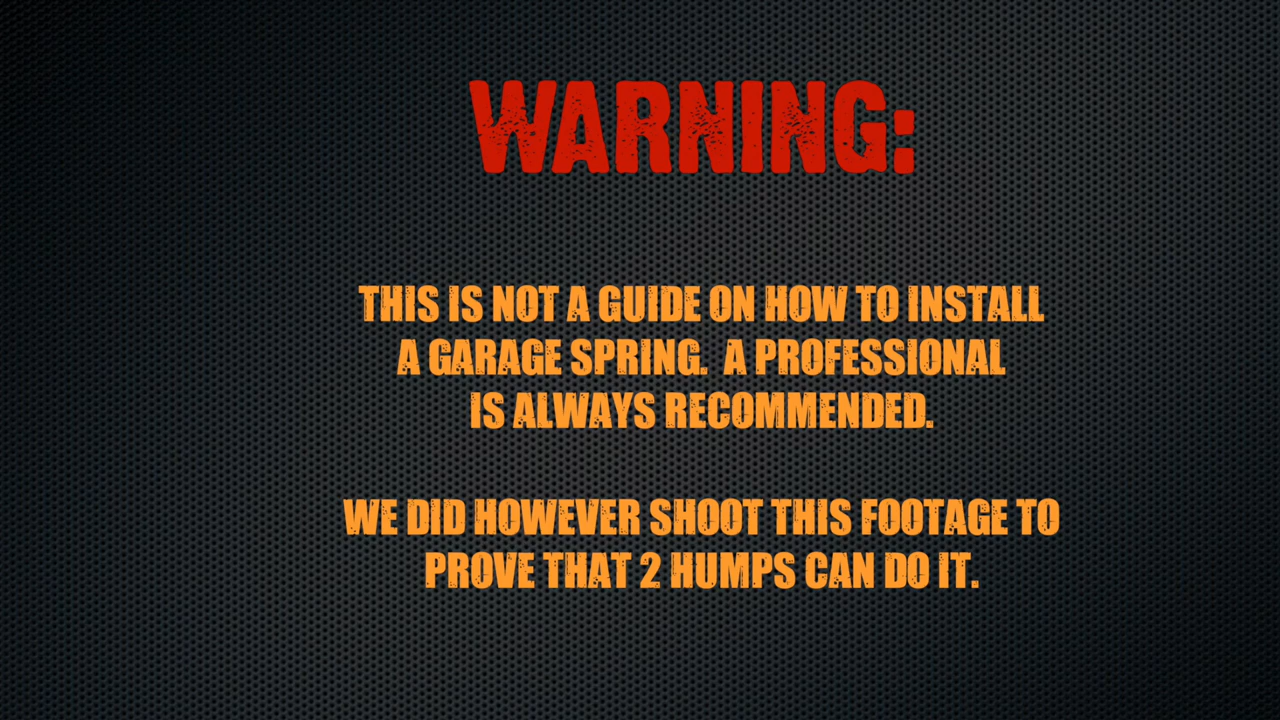 WARNING:
THIS IS NOT A GUIDE ON HOW TO INSTALL
A GARAGE SPRING. A PROFESSIONAL
IS ALWAYS RECOMMENDED.
WE DID HOWEVER SHOOT THIS FOOTAGE TO
PROVE THAT 2 HUMPS CAN DO IT.